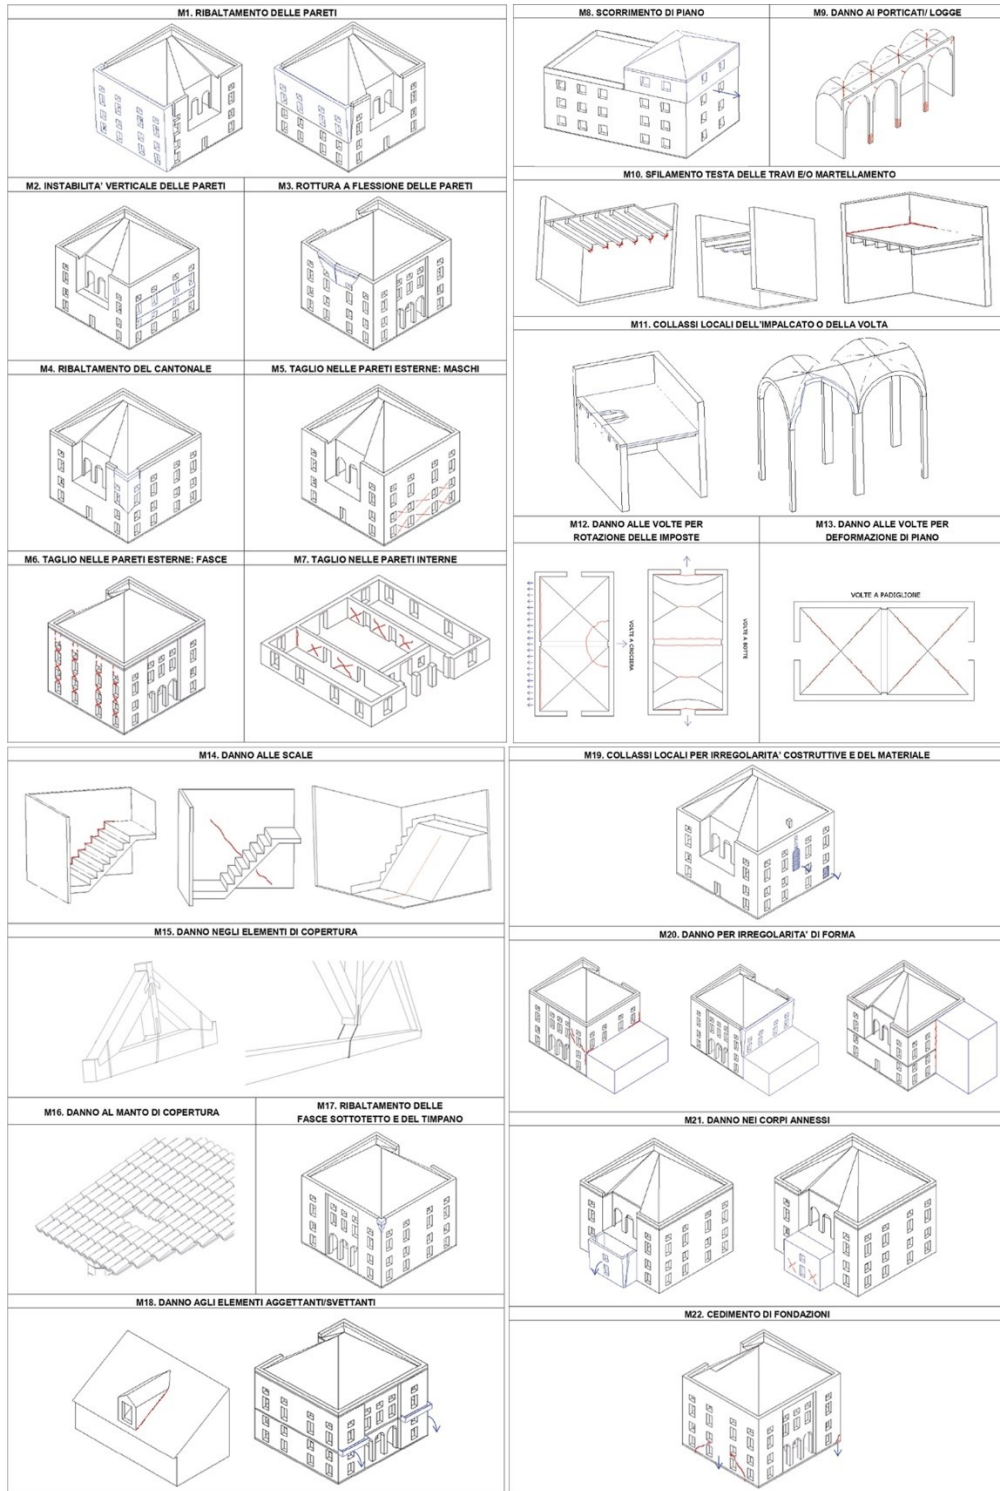 M1. RIBALTAMENTO DELLE PARETI
M2. INSTABILITA' VERTICALE DELLE PARETI
M3. ROTTURA A FLESSIONE DELLE PARETI
M4. RIBALTAMENTO DEL CANTONALE
M5. TAGLIO NELLE PARETI ESTERNE: MASCHI
M6. TAGLIO NELLE PARETI ESTERNE: FASCE
M7. TAGLIO NELLE PARETI INTERNE
M8. SCORRIMENTO DI PIANO
M9. DANNO AI PORTICATI/ LOGGE
M10. SFILAMENTO TESTA DELLE TRAVI E/O MARTELLAMENTO
M11. COLLASSI LOCALI DELL'IMPALCATO O DELLA VOLTA
M12. DANNO ALLE VOLTE PER
ROTAZIONE DELLE IMPOSTE
VOLTE A CROCIERA
VOLTE A BOTTE
M13. DANNO ALLE VOLTE PER
DEFORMAZIONE DI PIANO
VOLTE A PADIGLIONE
M14. DANNO ALLE SCALE
M15. DANNO NEGLI ELEMENTI DI COPERTURA
M16. DANNO AL MANTO DI COPERTURA
M17. RIBALTAMENTO DELLE
FASCE SOTTOTETTO E DEL TIMPANO
M18. DANNO AGLI ELEMENTI AGGETTANTI/SVETTANTI
M19. COLLASSI LOCALI PER IRREGOLARITA' COSTRUTTIVE E DEL MATERIALE
M20. DANNO PER IRREGOLARITA' DI FORMA
M21. DANNO NEI CORPI ANNESSI
M22. CEDIMENTO DI FONDAZIONI